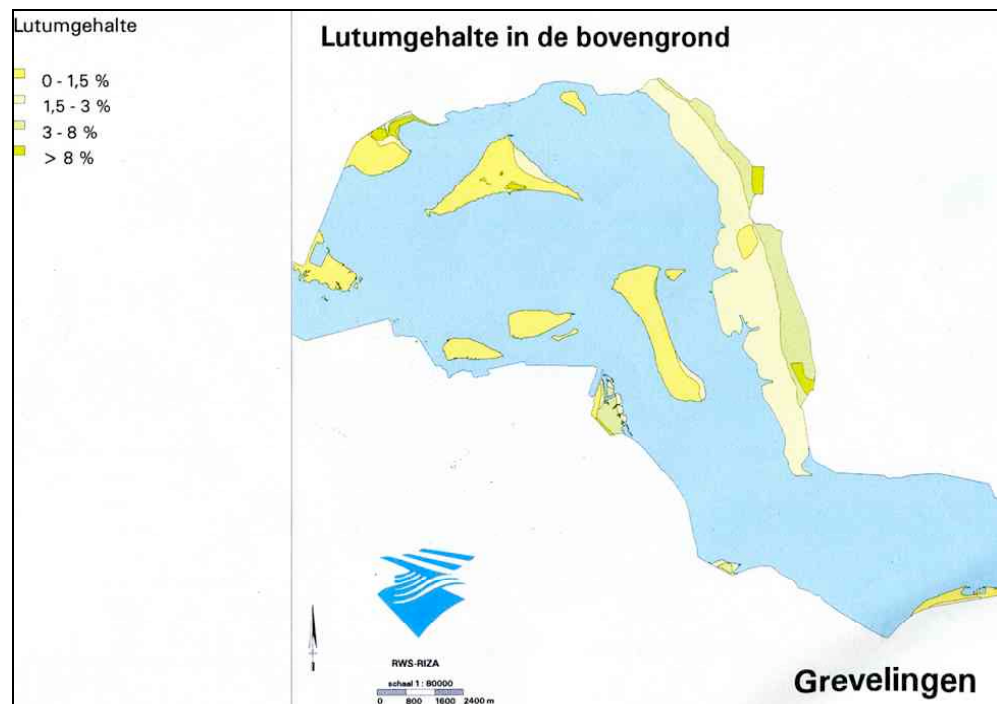 Lutumgehalte
0 - 1,5 %
1,5 - 3 %
3 - 8 %
> 8 %
Lutumgehalte in de bovengrond
RWS-RIZA
schaal 1 : 80000
0 800 1600 2400 m
Grevelingen